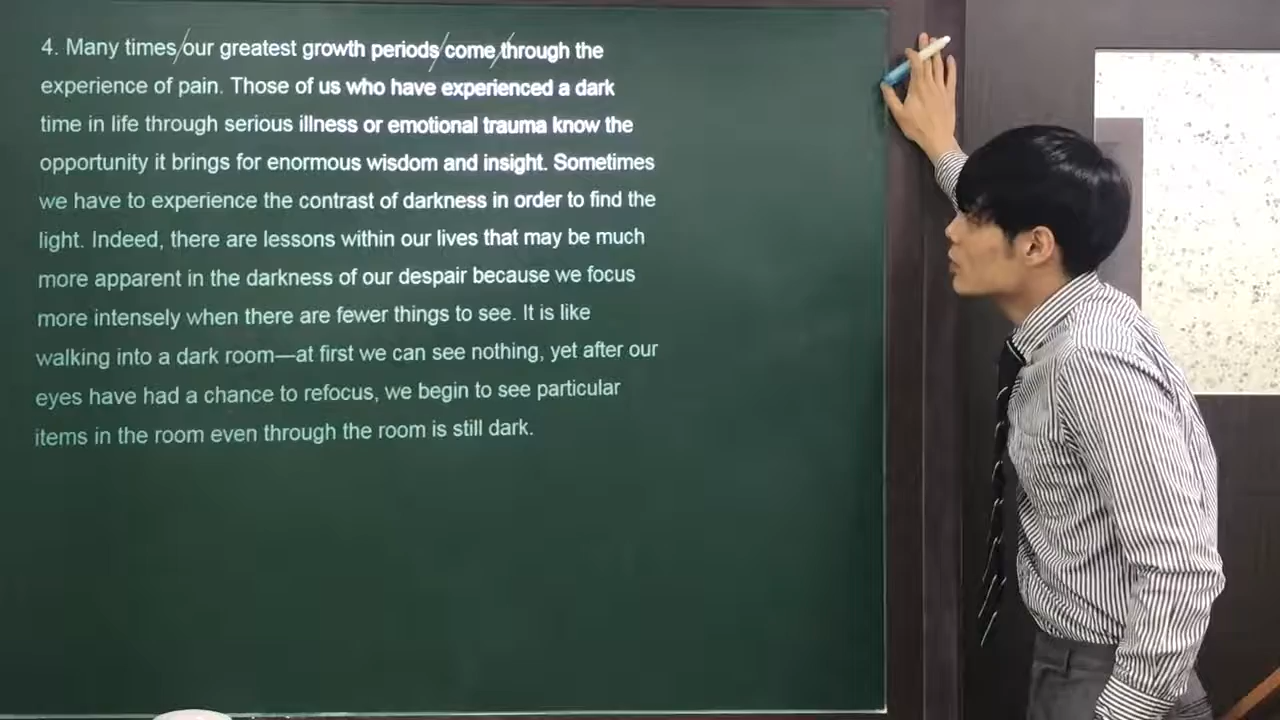 4. Many times/our greatest growth periods/come/through the
experience of pain. Those of us who have experienced a dark
time in life through serious illness or emotional trauma know the
opportunity it brings for enormous wisdom and insight. Sometimes
we have to experience the contrast of darkness in order to find the
light. Indeed, there are lessons within our lives that may be much
more apparent in the darkness of our despair because we focus
more intensely when there are fewer things to see. It is like
walking into a dark room—at first we can see nothing, yet after our
eyes have had a chance to refocus, we begin to see particular
items in the room even through the room is still dark.